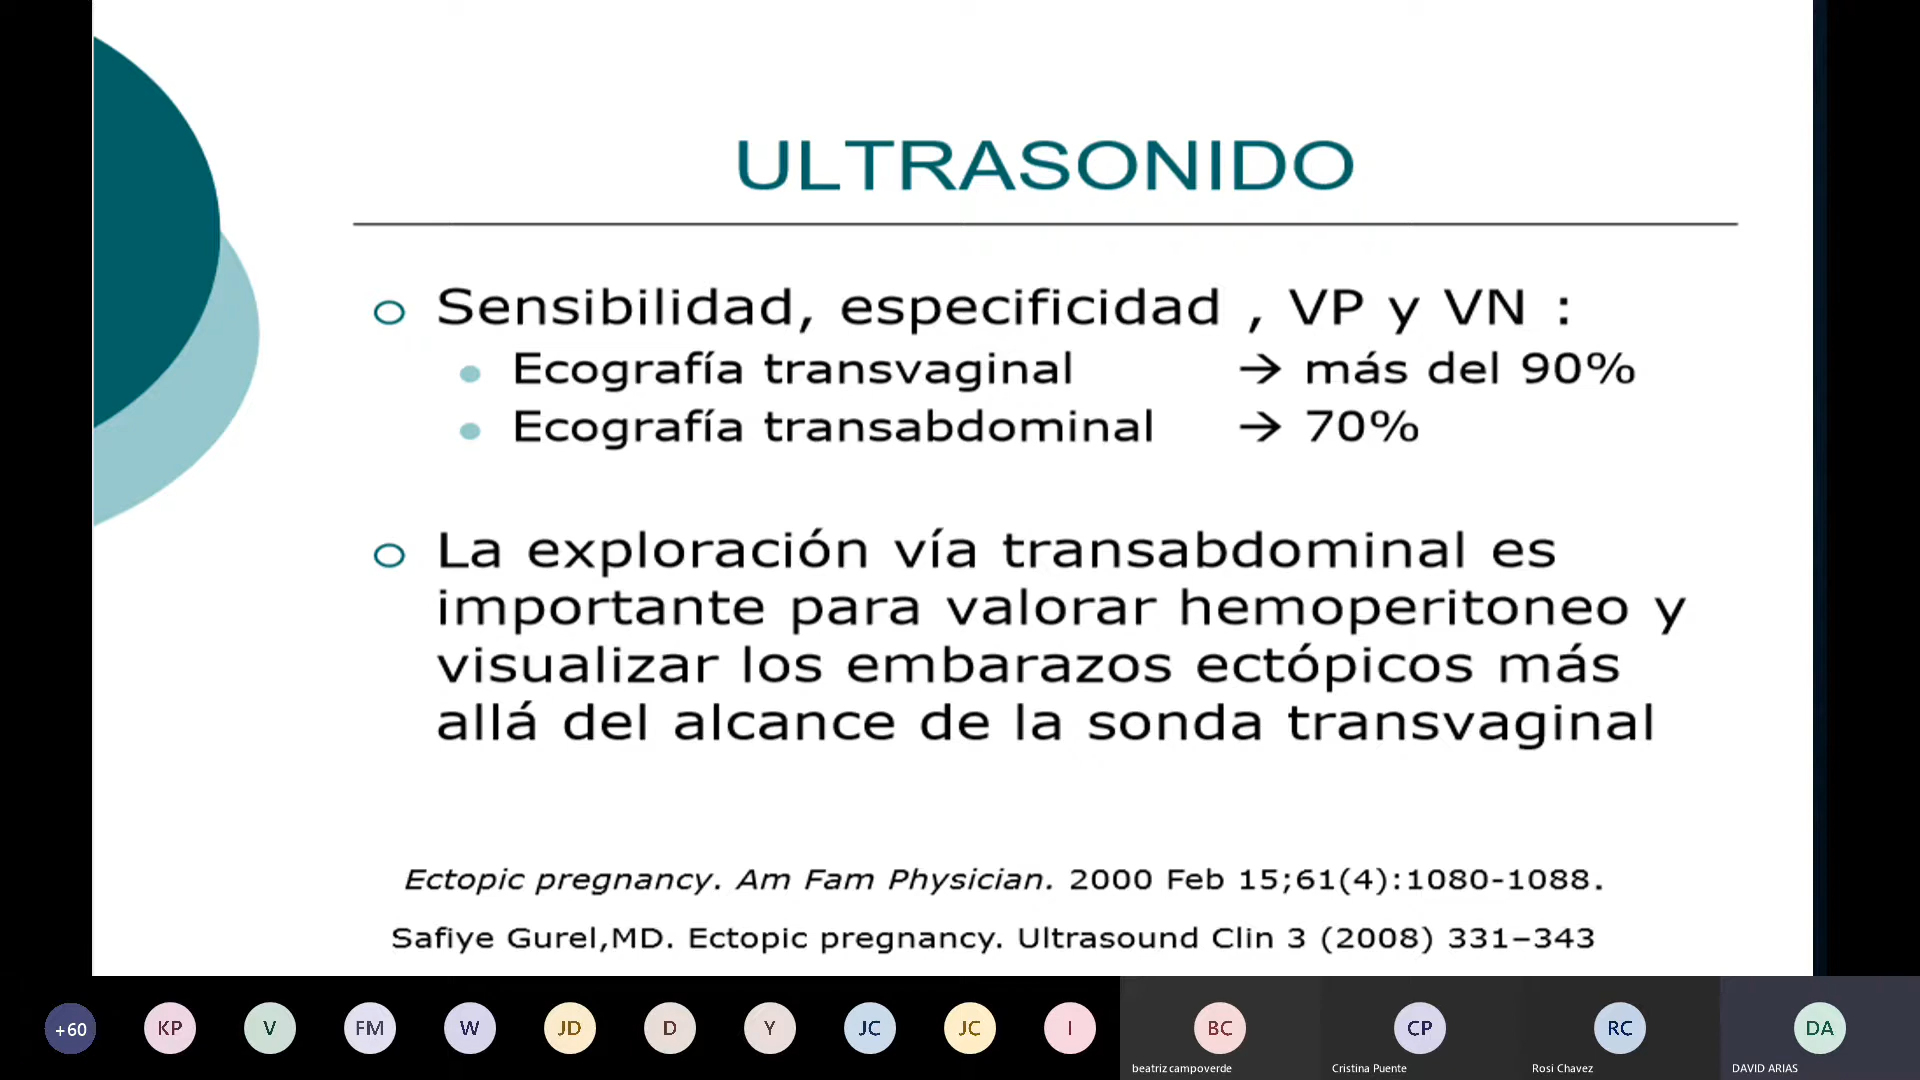 ULTRASONIDO
Sensibilidad, especificidad , VP y VN :
Ecografía transvaginal → más del 90%
Ecografía transabdominal → 70%
La exploración vía transabdominal es
importante para valorar hemoperitoneo y
visualizar los embarazos ectópicos más
allá del alcance de la sonda transvaginal
Ectopic pregnancy. Am Fam Physician. 2000 Feb 15;61(4):1080-1088.
Safiye Gurel,MD. Ectopic pregnancy. Ultrasound Clin 3 (2008) 331–343
+60 KP V FM W JD D Y JC JC I BC CP RC DA
beatriz campoverde Cristina Puente Rosi Chavez DAVID ARIAS